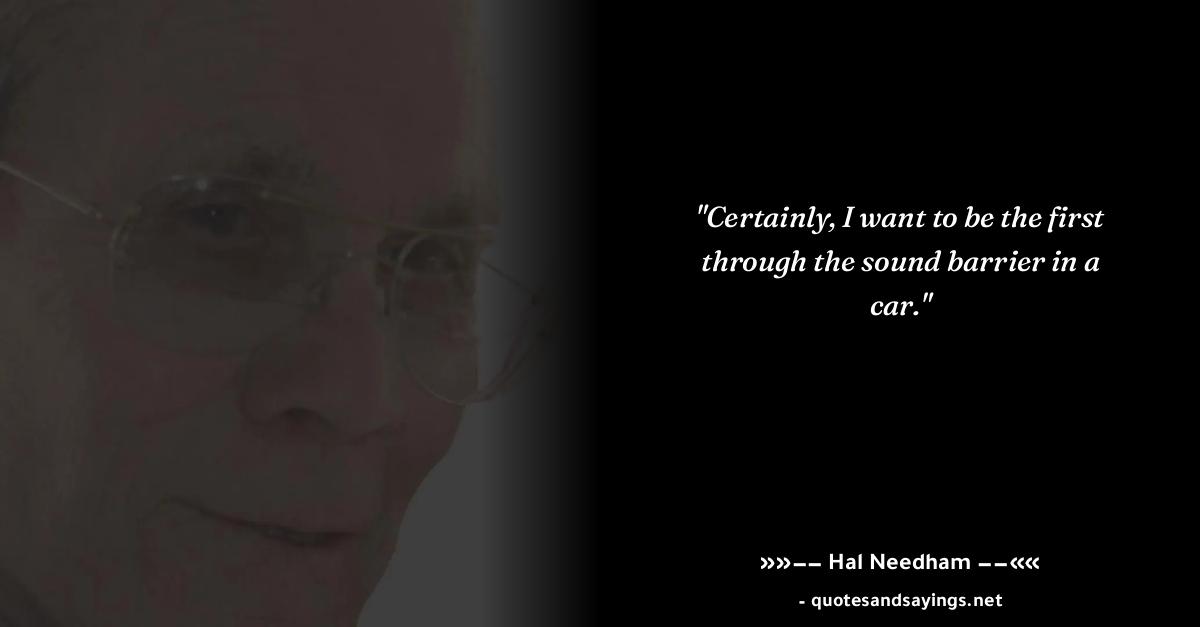 "Certainly, I want to be the first
through the sound barrier in a
car."
»»−− Hal Needham −−««
- quotesandsayings.net